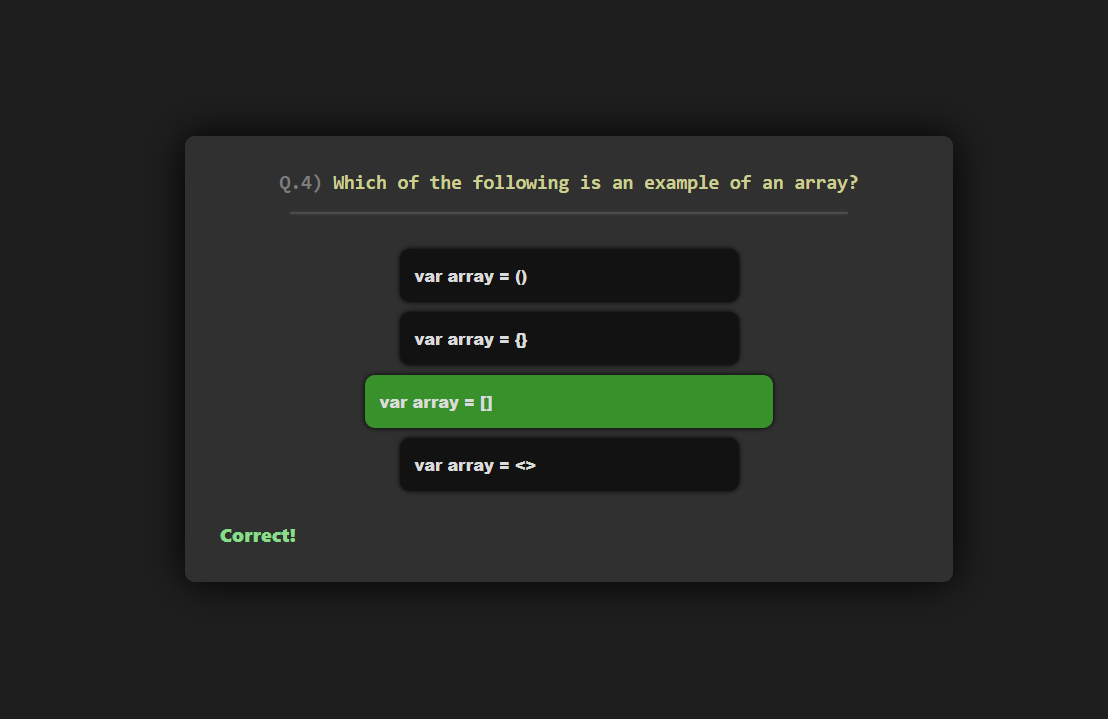 Q.4) Which of the following is an example of an array?
var array = ()
var array = {}
var array = []
var array = <>
Correct!